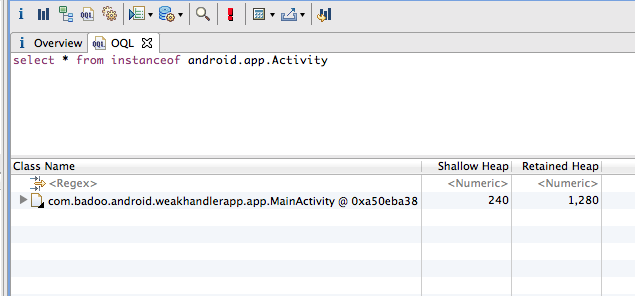 i OQL
i Overview OQL
select * from instanceof android.app.Activity
Class Name Shallow Heap Retained Heap
<Regex> <Numeric> <Numeric>
com.badoo.android.weakhandlerapp.app.MainActivity @ 0xa50eba38 240 1,280